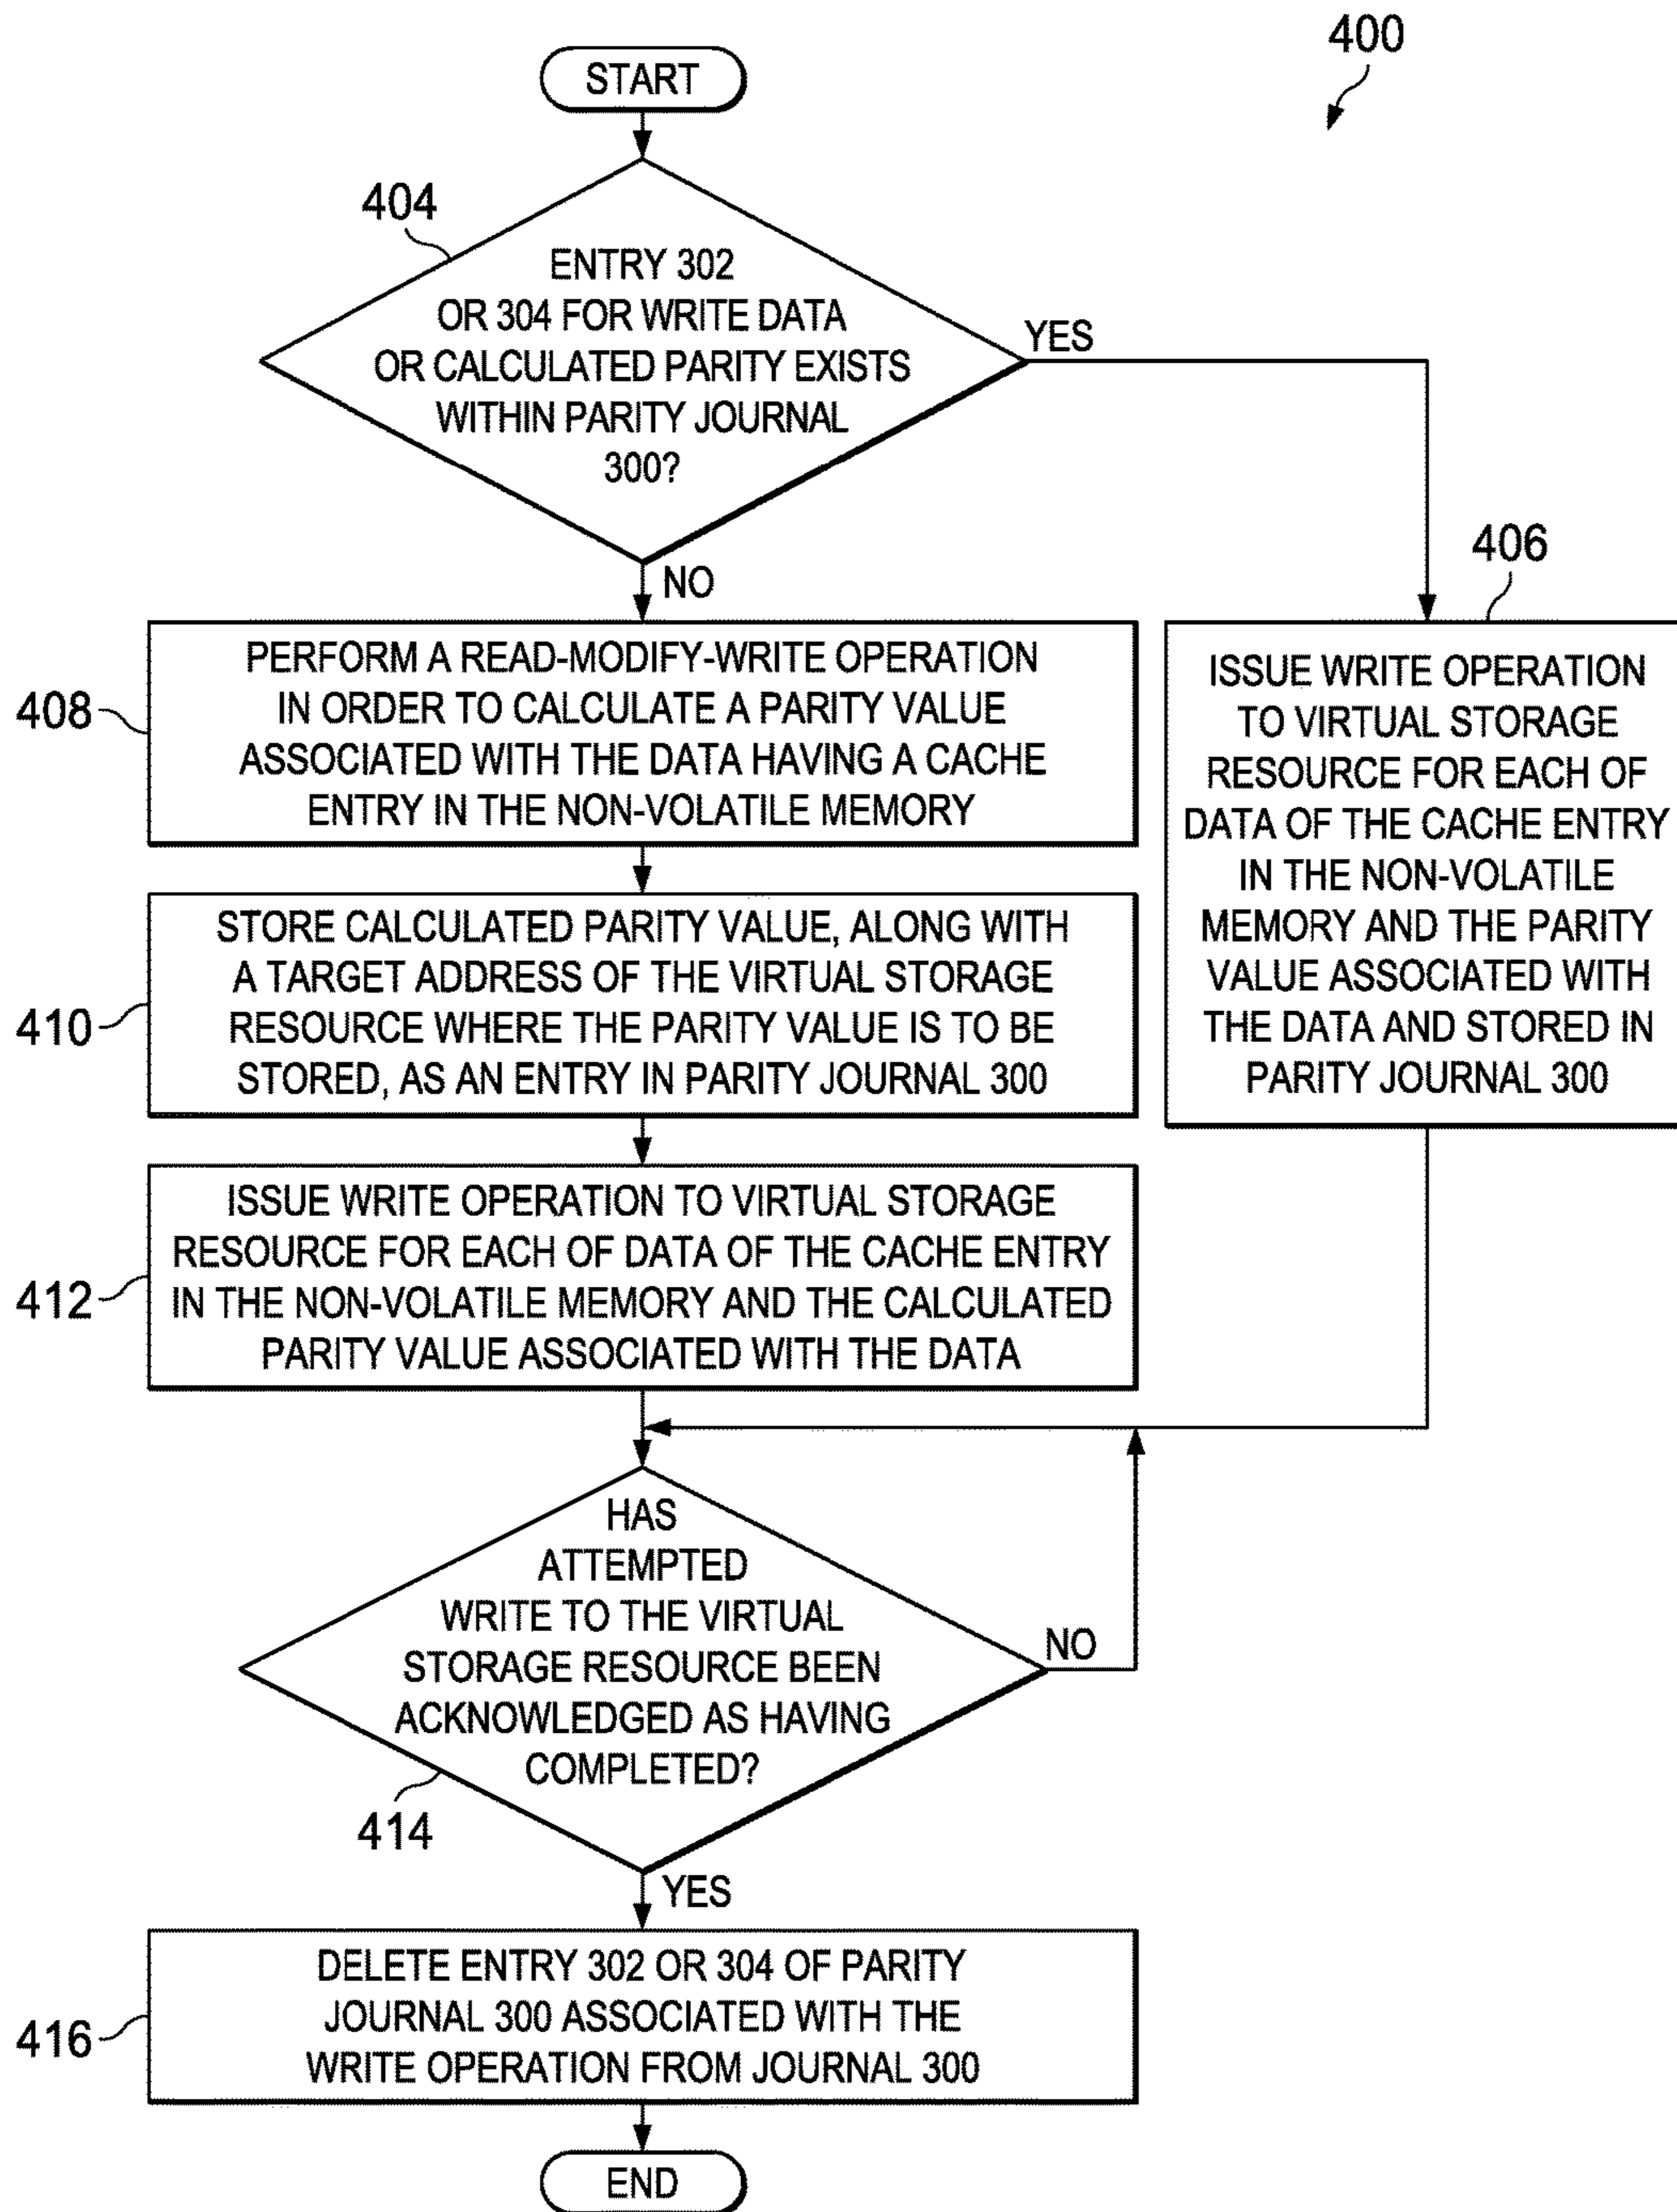 400
START
404
ENTRY 302
OR 304 FOR WRITE DATA
OR CALCULATED PARITY EXISTS
WITHIN PARITY JOURNAL
300?
YES
NO
406
ISSUE WRITE OPERATION
TO VIRTUAL STORAGE
RESOURCE FOR EACH OF
DATA OF THE CACHE ENTRY
IN THE NON-VOLATILE
MEMORY AND THE PARITY
VALUE ASSOCIATED WITH
THE DATA AND STORED IN
PARITY JOURNAL 300
408
PERFORM A READ-MODIFY-WRITE OPERATION
IN ORDER TO CALCULATE A PARITY VALUE
ASSOCIATED WITH THE DATA HAVING A CACHE
ENTRY IN THE NON-VOLATILE MEMORY
410
STORE CALCULATED PARITY VALUE, ALONG WITH
A TARGET ADDRESS OF THE VIRTUAL STORAGE
RESOURCE WHERE THE PARITY VALUE IS TO BE
STORED, AS AN ENTRY IN PARITY JOURNAL 300
412
ISSUE WRITE OPERATION TO VIRTUAL STORAGE
RESOURCE FOR EACH OF DATA OF THE CACHE ENTRY
IN THE NON-VOLATILE MEMORY AND THE CALCULATED
PARITY VALUE ASSOCIATED WITH THE DATA
HAS
ATTEMPTED
WRITE TO THE VIRTUAL
STORAGE RESOURCE BEEN
ACKNOWLEDGED AS HAVING
COMPLETED?
NO
414
YES
416
DELETE ENTRY 302 OR 304 OF PARITY
JOURNAL 300 ASSOCIATED WITH THE
WRITE OPERATION FROM JOURNAL 300
END